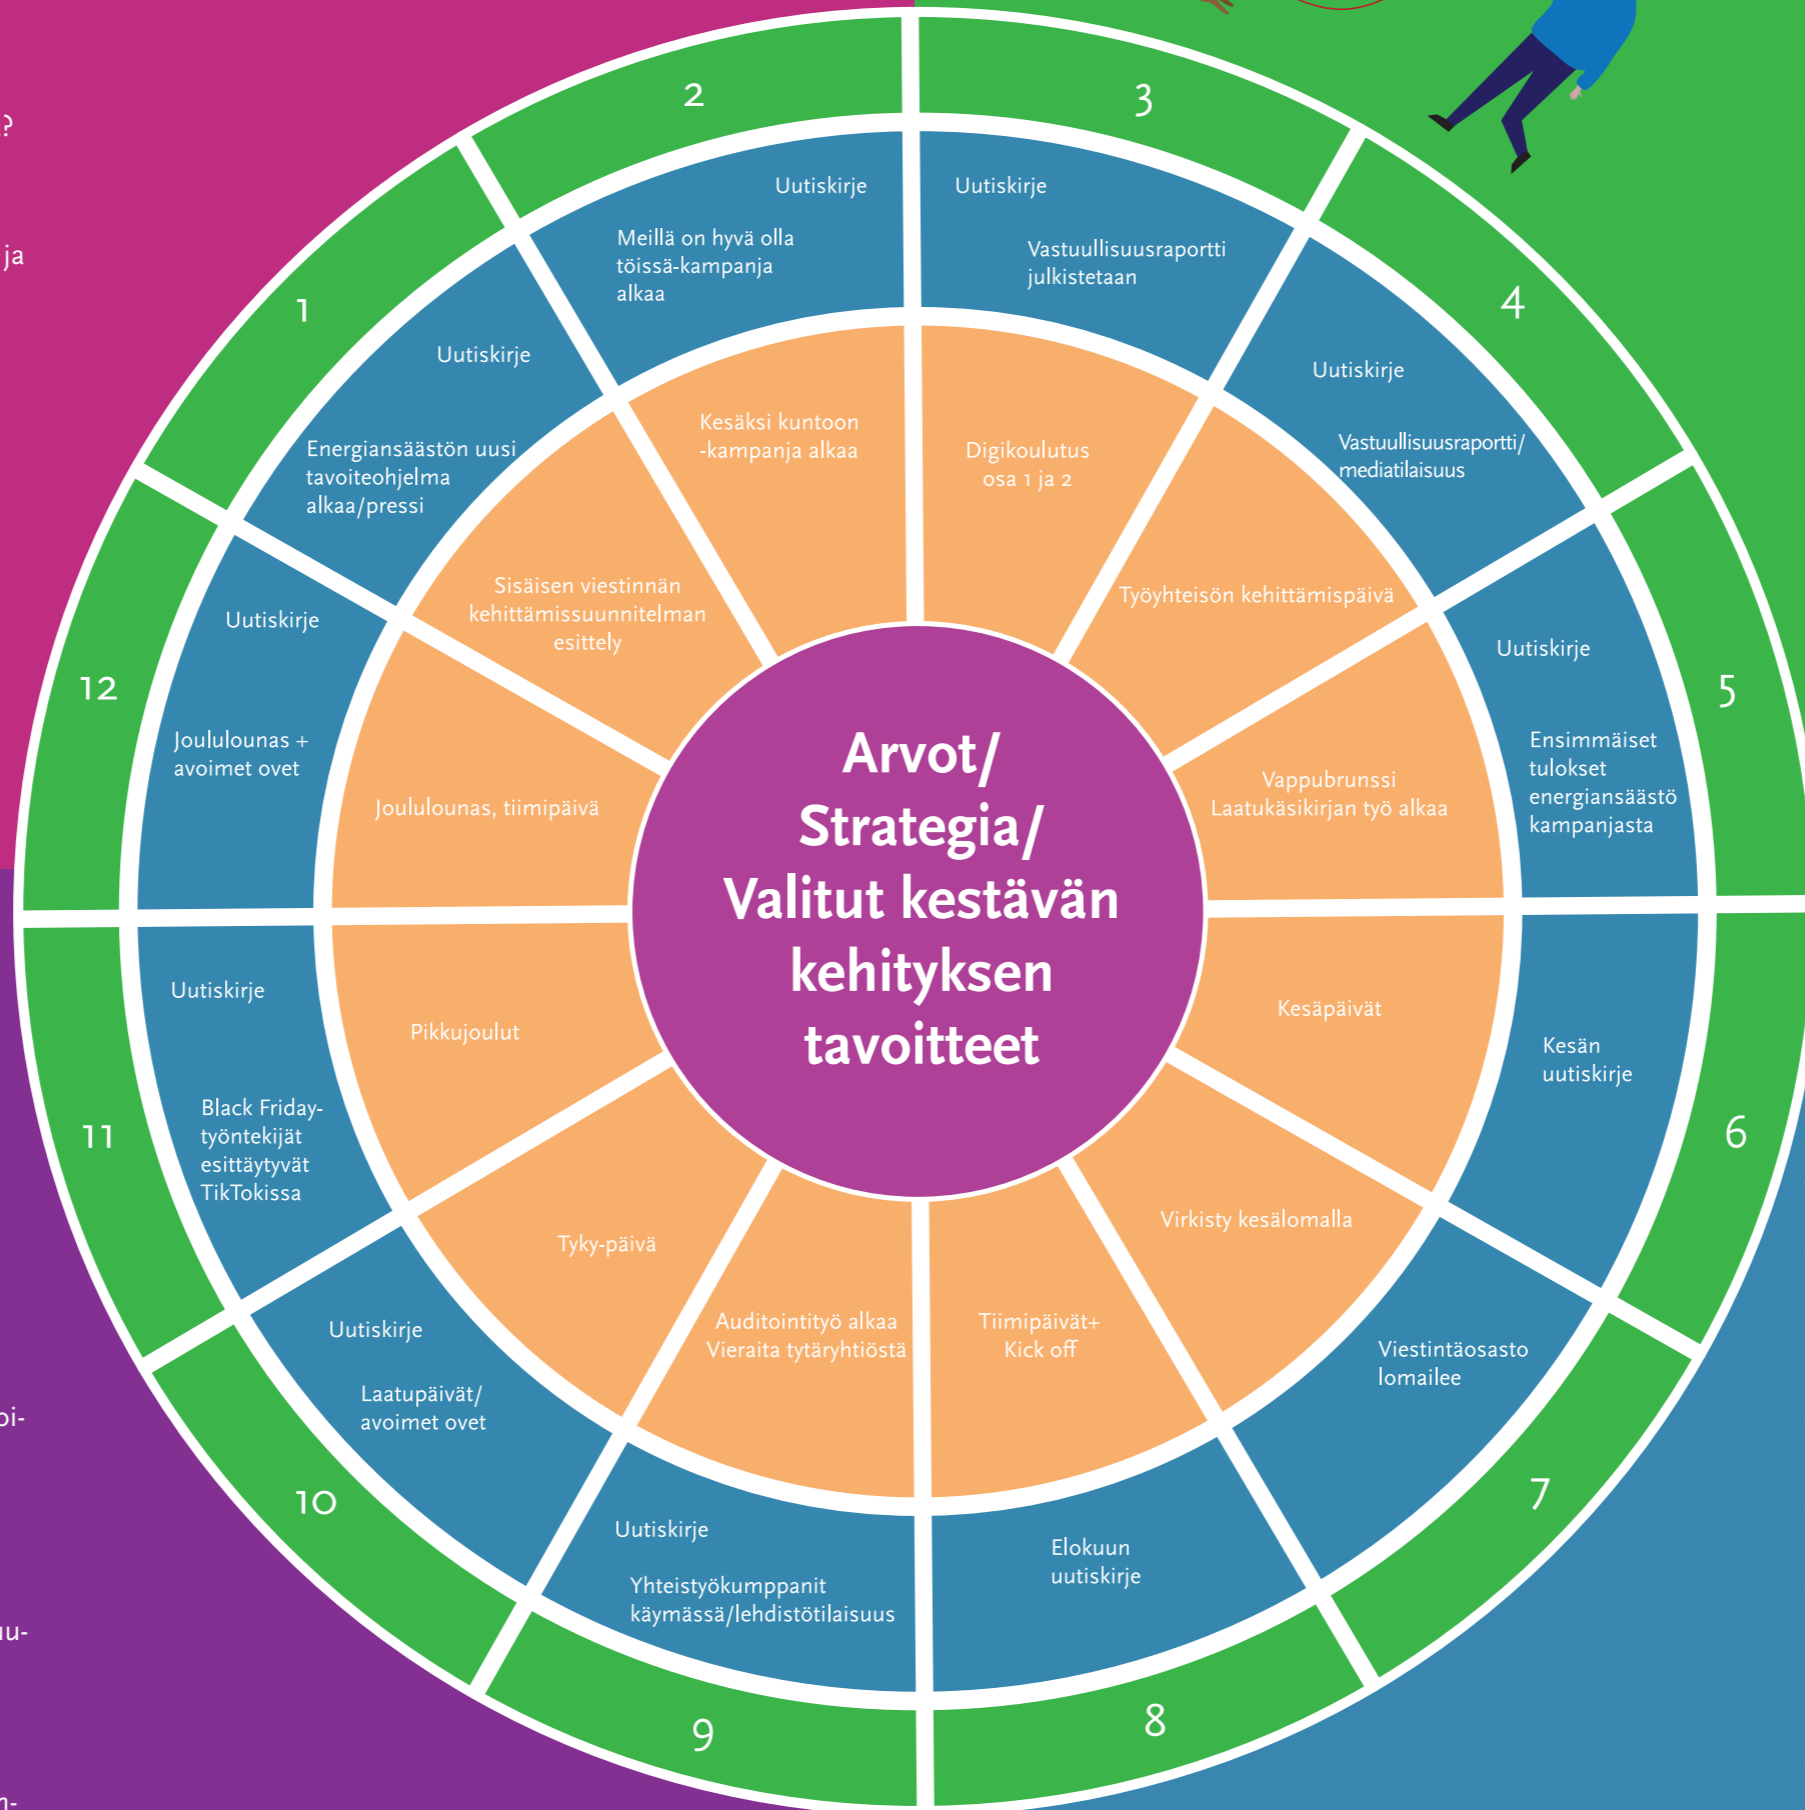 ?
ja
oi-
uu-
n-
2
3
1
4
12
5
11
6
10
7
9
8
Uutiskirje
Meillä on hyvä olla
töissä-kampanja
alkaa
Uutiskirje
Vastuullisuusraportti
julkistetaan
Uutiskirje
Energiansäästön uusi
tavoiteohjelma
alkaa/pressi
Uutiskirje
Vastuullisuusraportti/
mediatilaisuus
Uutiskirje
Joululounas +
avoimet ovet
Uutiskirje
Ensimmäiset
tulokset
energiansäästö
kampanjasta
Uutiskirje
Black Friday-
työntekijät
esittäytyvät
TikTokissa
Kesän
uutiskirje
Uutiskirje
Laatupäivät/
avoimet ovet
Viestintäosasto
lomailee
Uutiskirje
Yhteistyökumppanit
käymässä/lehdistötilaisuus
Elokuun
uutiskirje
Kesäksi kuntoon
-kampanja alkaa
Digikoulutus
osa 1 ja 2
Sisäisen viestinnän
kehittämissuunnitelman
esittely
Työyhteisön kehittämispäivä
Joululounas, tiimipäivä
Vappubrunssi
Laatukäsikirjan työ alkaa
Pikkujoulut
Kesäpäivät
Tyky-päivä
Virkisty kesälomalla
Auditointityö alkaa
Vieraita tytäryhtiöstä
Tiimipäivät+
Kick off
Arvot/
Strategia/
Valitut kestävän
kehityksen
tavoitteet